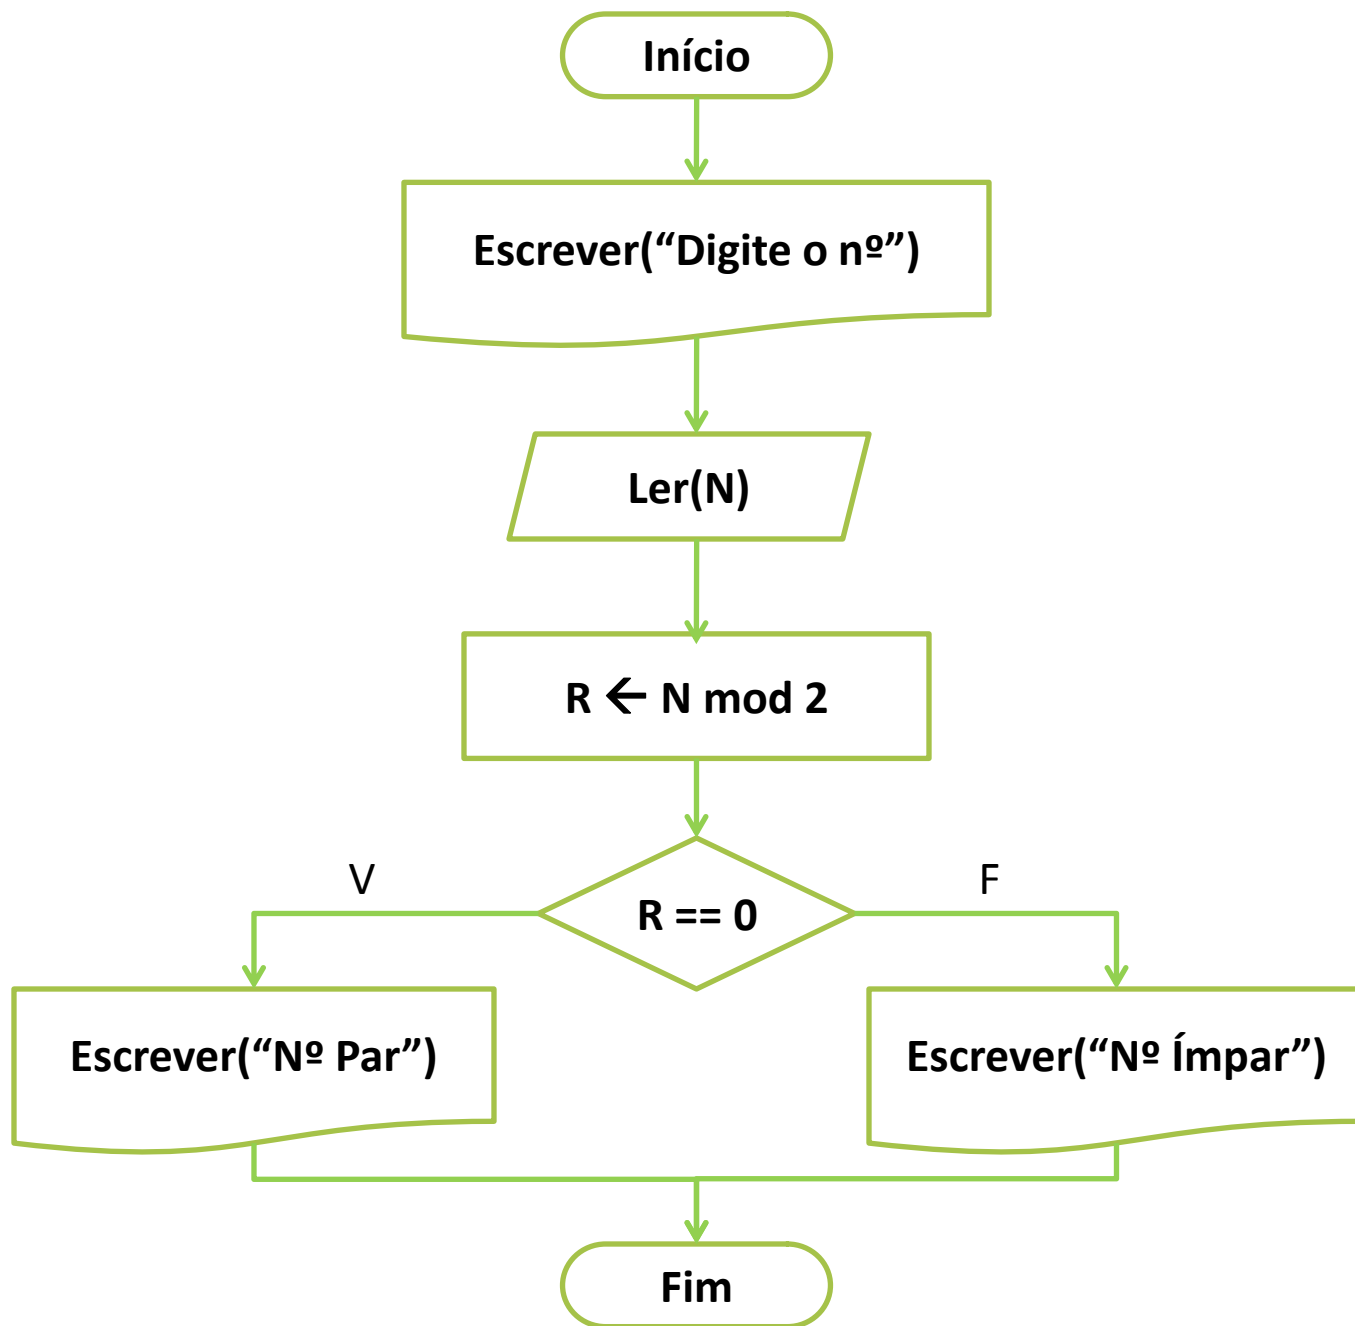 Início
Escrever(“Digite o nº”)
Ler(N)
R ← N mod 2
V
F
R == 0
Escrever(“Nº Par”)
Escrever(“Nº Ímpar”)
Fim